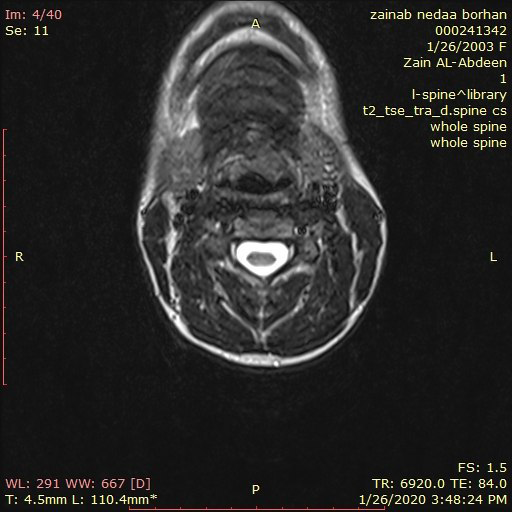 Im: 4/40
Se: 11
zainab nedaa borhan
000241342
1/26/2003 F
Zain AL-Abdeen
1
l-spine^library
t2_tse_tra_d.spine cs
whole spine
whole spine
A
R
L
WL: 291 WW: 667 [D]
T: 4.5mm L: 110.4mm*
P
FS: 1.5
TR: 6920.0 TE: 84.0
1/26/2020 3:48:24 PM